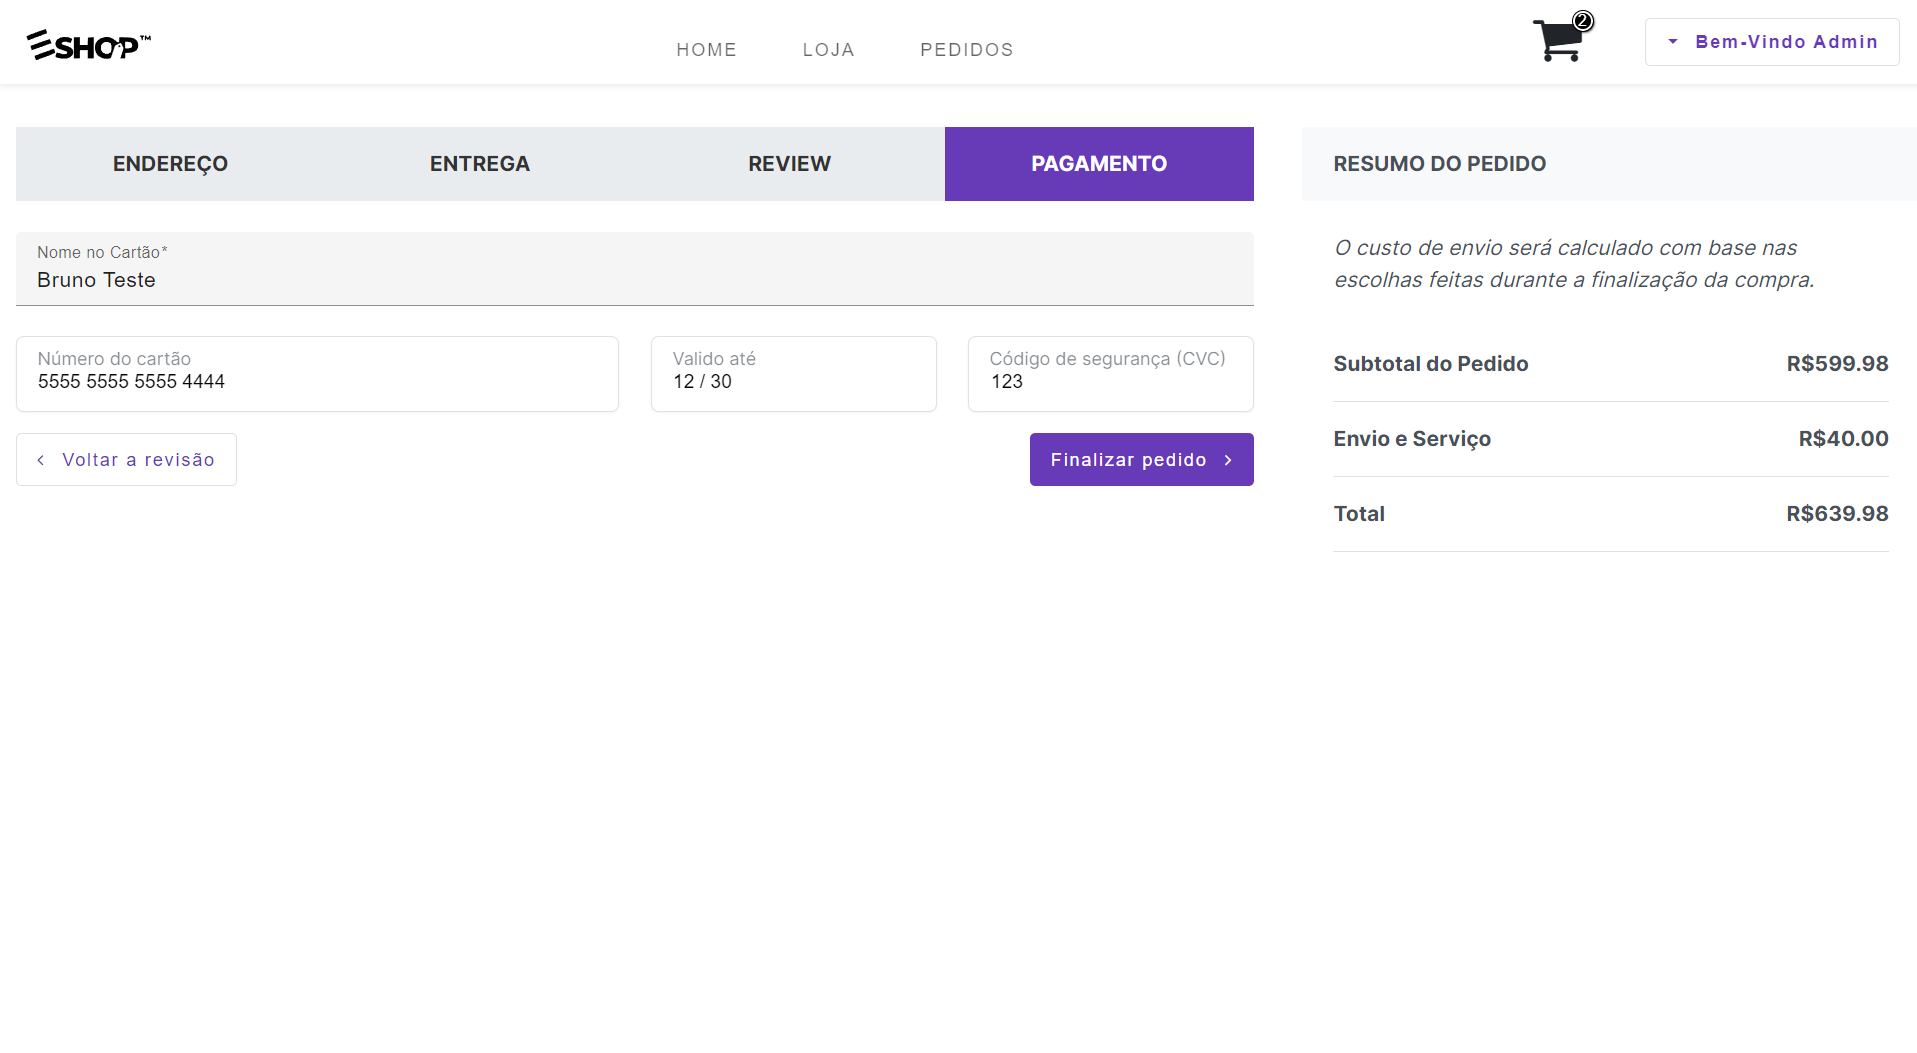 ESHOP™
HOME LOJA PEDIDOS
2
Bem-Vindo Admin
ENDEREÇO ENTREGA REVIEW PAGAMENTO
Nome no Cartão*
Bruno Teste
Número do cartão
5555 5555 5555 4444
Valido até
12 / 30
Código de segurança (CVC)
123
Voltar a revisão
Finalizar pedido
RESUMO DO PEDIDO
O custo de envio será calculado com base nas
escolhas feitas durante a finalização da compra.
Subtotal do Pedido R$599.98
Envio e Serviço R$40.00
Total R$639.98